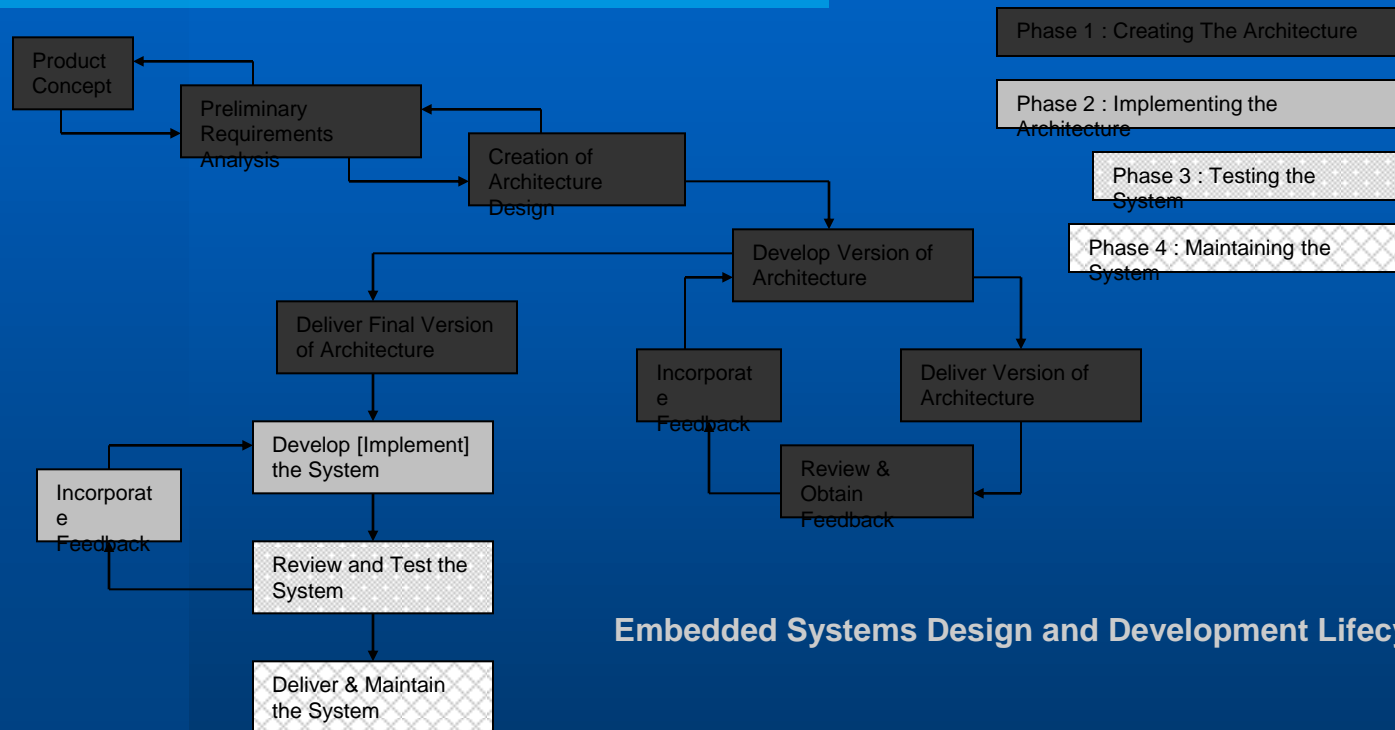 Phase 1 : Creating The Architecture
Product
Concept
Phase 2 : Implementing the
Architecture
Preliminary
Requirements
Analysis
Creation of
Architecture
Design
Phase 3 : Testing the
System
Phase 4 : Maintaining the
System
Develop Version of
Architecture
Deliver Final Version
of Architecture
Incorporat
e
Feedback
Deliver Version of
Architecture
Develop [Implement]
the System
Review &
Obtain
Feedback
Incorporat
e
Feedback
Review and Test the
System
Embedded Systems Design and Development Lifecy
Deliver & Maintain
the System